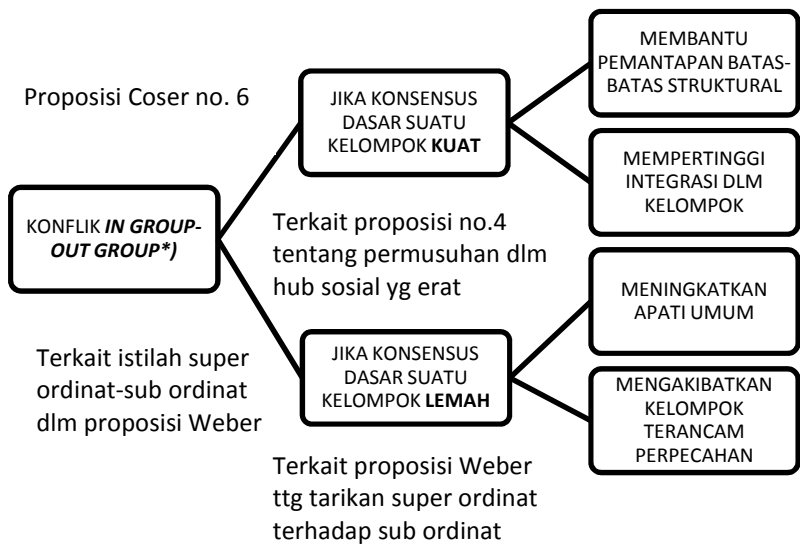 Proposisi Coser no. 6
KONFLIK IN GROUP-
OUT GROUP*)
Terkait istilah super
ordinat-sub ordinat
dlm proposisi Weber
JIKA KONSENSUS
DASAR SUATU
KELOMPOK KUAT
Terkait proposisi no.4
tentang permusuhan dlm
hub sosial yg erat
JIKA KONSENSUS
DASAR SUATU
KELOMPOK LEMAH
Terkait proposisi Weber
ttg tarikan super ordinat
terhadap sub ordinat
MEMBANTU
PEMANTAPAN BATAS-
BATAS STRUKTURAL
MEMPERTINGGI
INTEGRASI DLM
KELOMPOK
MENINGKATKAN
APATI UMUM
MENGAKIBATKAN
KELOMPOK
TERANCAM
PERPECAHAN